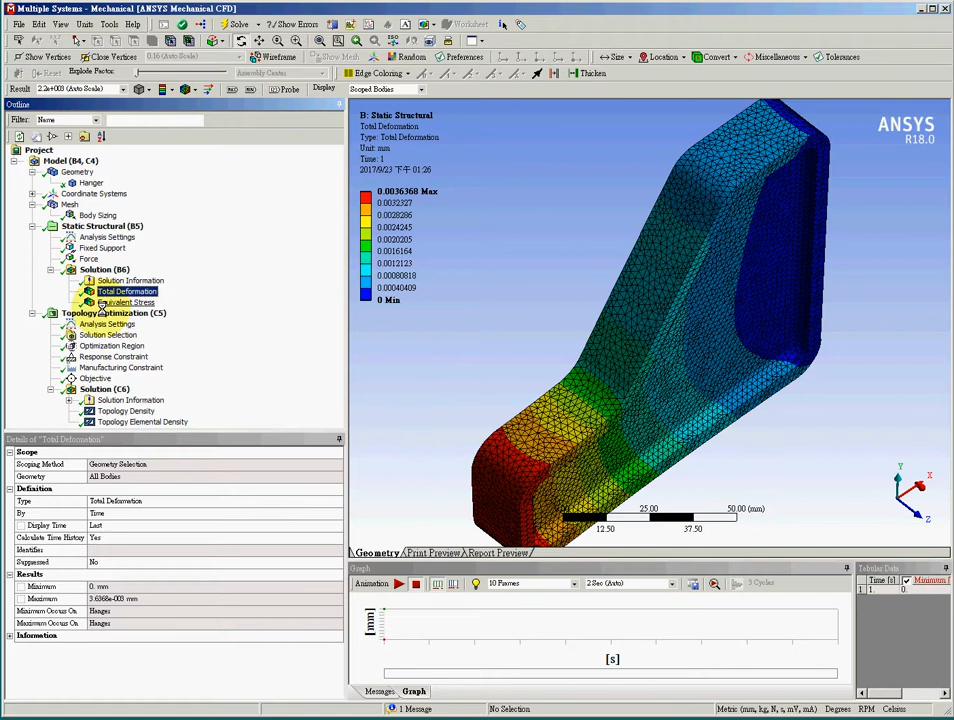 Multiple Systems - Mechanical [ANSYS Mechanical CFD]
File Edit View Units Tools Help Solve ?/Show Errors Worksheet
Show Vertices Close Vertices 0.16 (Auto Scale) Wireframe Show Mesh Random Preferences Size Location Convert Miscellaneous Tolerances
Reset Explode Factor: Assembly Center Edge Coloring Thicken
Result 2.2e+003 (Auto Scale) Probe Display Scoped Bodies
Outline
Filter: Name
Project
Model (B4, C4)
Geometry
Hanger
Coordinate Systems
Mesh
Body Sizing
Static Structural (B5)
Analysis Settings
Fixed Support
Force
Solution (B6)
Solution Information
Total Deformation
Equivalent Stress
Topology Optimization (C5)
Analysis Settings
Solution Selection
Optimization Region
Response Constraint
Manufacturing Constraint
Objective
Solution (C6)
Solution Information
Topology Density
Topology Elemental Density
Details of "Total Deformation"
Scope
Scoping Method Geometry Selection
Geometry All Bodies
Definition
Type Total Deformation
By Time
Display Time Last
Calculate Time History Yes
Identifier
Suppressed No
Results
Minimum 0. mm
Maximum 3.6368e-003 mm
Minimum Occurs On Hanger
Maximum Occurs On Hanger
Information
B: Static Structural
Total Deformation
Type: Total Deformation
Unit: mm
Time: 1
2017/9/23 下午 01:26
0.0036368 Max
0.0032327
0.0028286
0.0024245
0.0020205
0.0016164
0.0012123
0.00080818
0.00040409
0 Min
ANSYS
R18.0
Y
X
Z
25.00
50.00 (mm)
12.50
37.50
Geometry Print Preview Report Preview
Graph
Animation 10 Frames 2 Sec (Auto) 3 Cycles
[mm]
[s]
Messages Graph
Tabular Data
Time [s] Minimum [
1 1. 0.
1 Message No Selection Metric (mm, kg, N, s, mV, mA) Degrees RPM Celsius